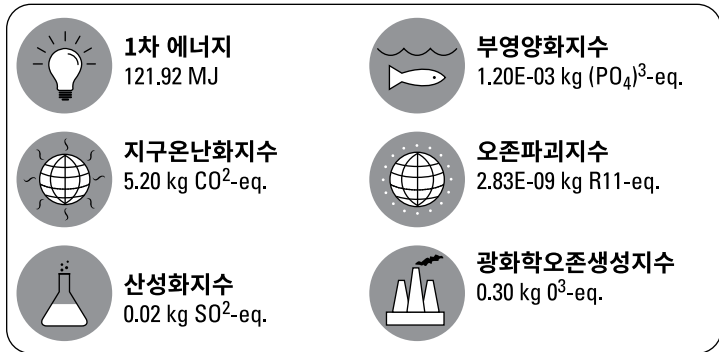 1차 에너지
121.92 MJ
부영양화지수
1.20E-03 kg (PO₄)³-eq.
지구온난화지수
5.20 kg CO²-eq.
오존파괴지수
2.83E-09 kg R11-eq.
산성화지수
0.02 kg SO²-eq.
광화학오존생성지수
0.30 kg 0³-eq.